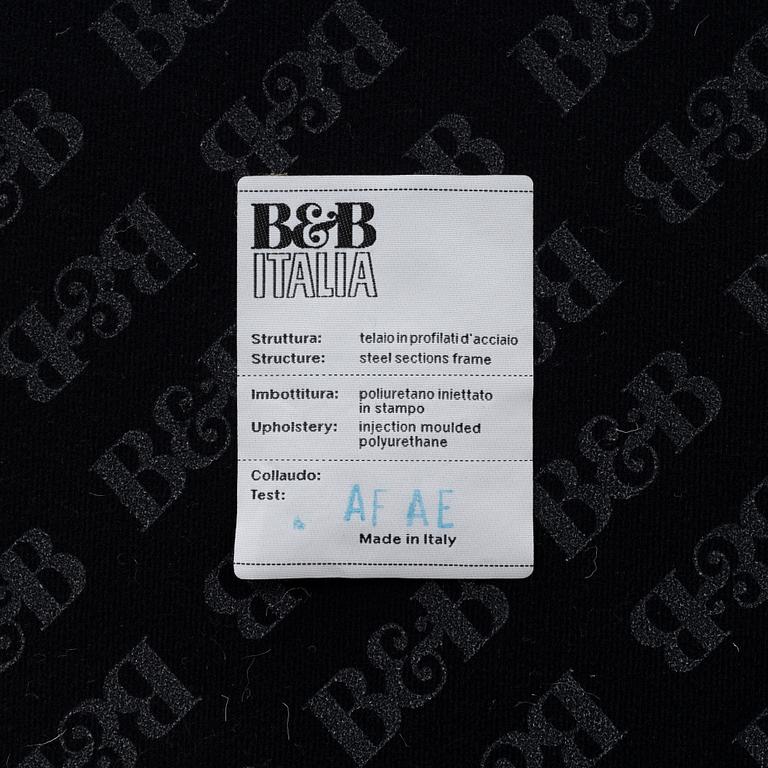 B&B
ITALIA
Struttura: telaio in profilati d'acciaio
Structure: steel sections frame
Imbottitura: poliuretano iniettato
in stampo
Upholstery: injection moulded
polyurethane
Collaudo:
Test:
AF AE
Made in Italy
B&B
B&B
B&B
B&B
B&B
B&B
B&B
B&B
B&B
B&B
B&B
B&B